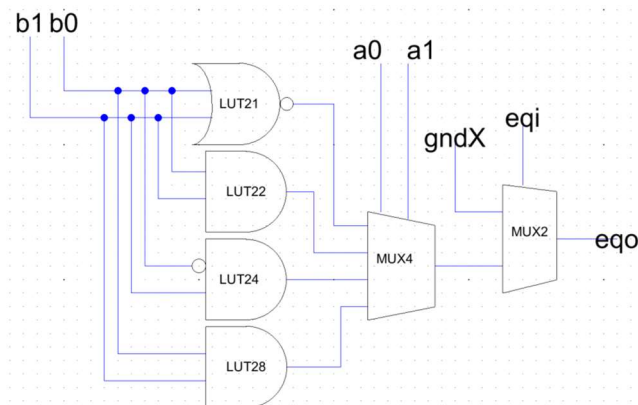 b1 b0
a0 a1
LUT21
gndX
eqi
LUT22
MUX2
eqo
MUX4
LUT24
LUT28